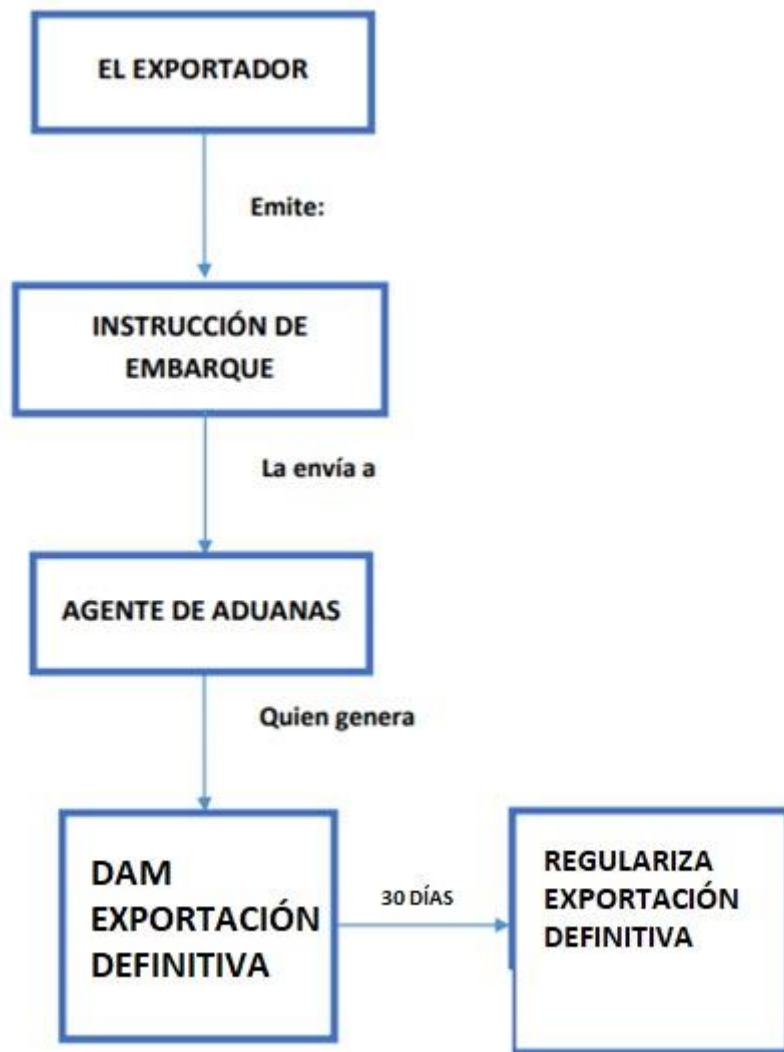 EL EXPORTADOR
Emite:
INSTRUCCIÓN DE
EMBARQUE
La envía a
AGENTE DE ADUANAS
Quien genera
DAM
EXPORTACIÓN
DEFINITIVA
30 DÍAS
REGULARIZA
EXPORTACIÓN
DEFINITIVA